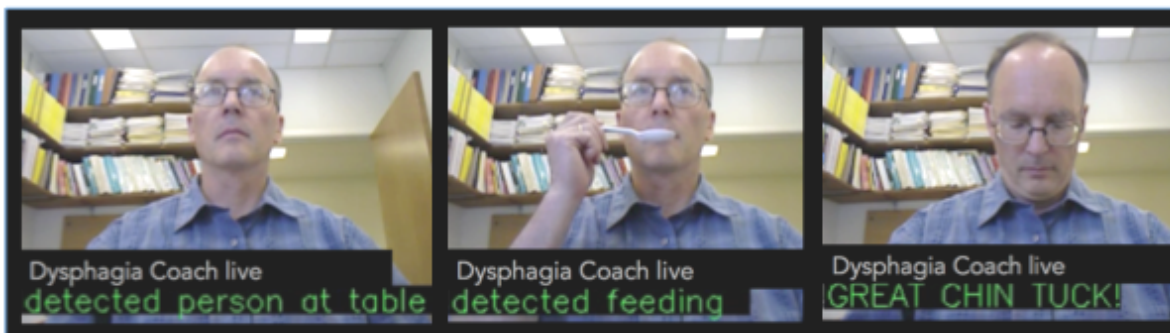 Dysphagia Coach live
detected person at table
Dysphagia Coach live
detected feeding
Dysphagia Coach live
GREAT CHIN TUCK!